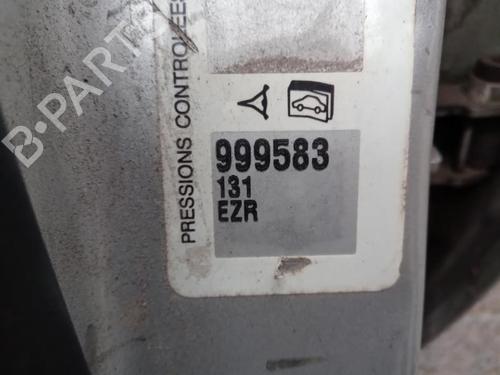 PRESSIONS CONTROLEES
999583
131
EZR
B-PARTS